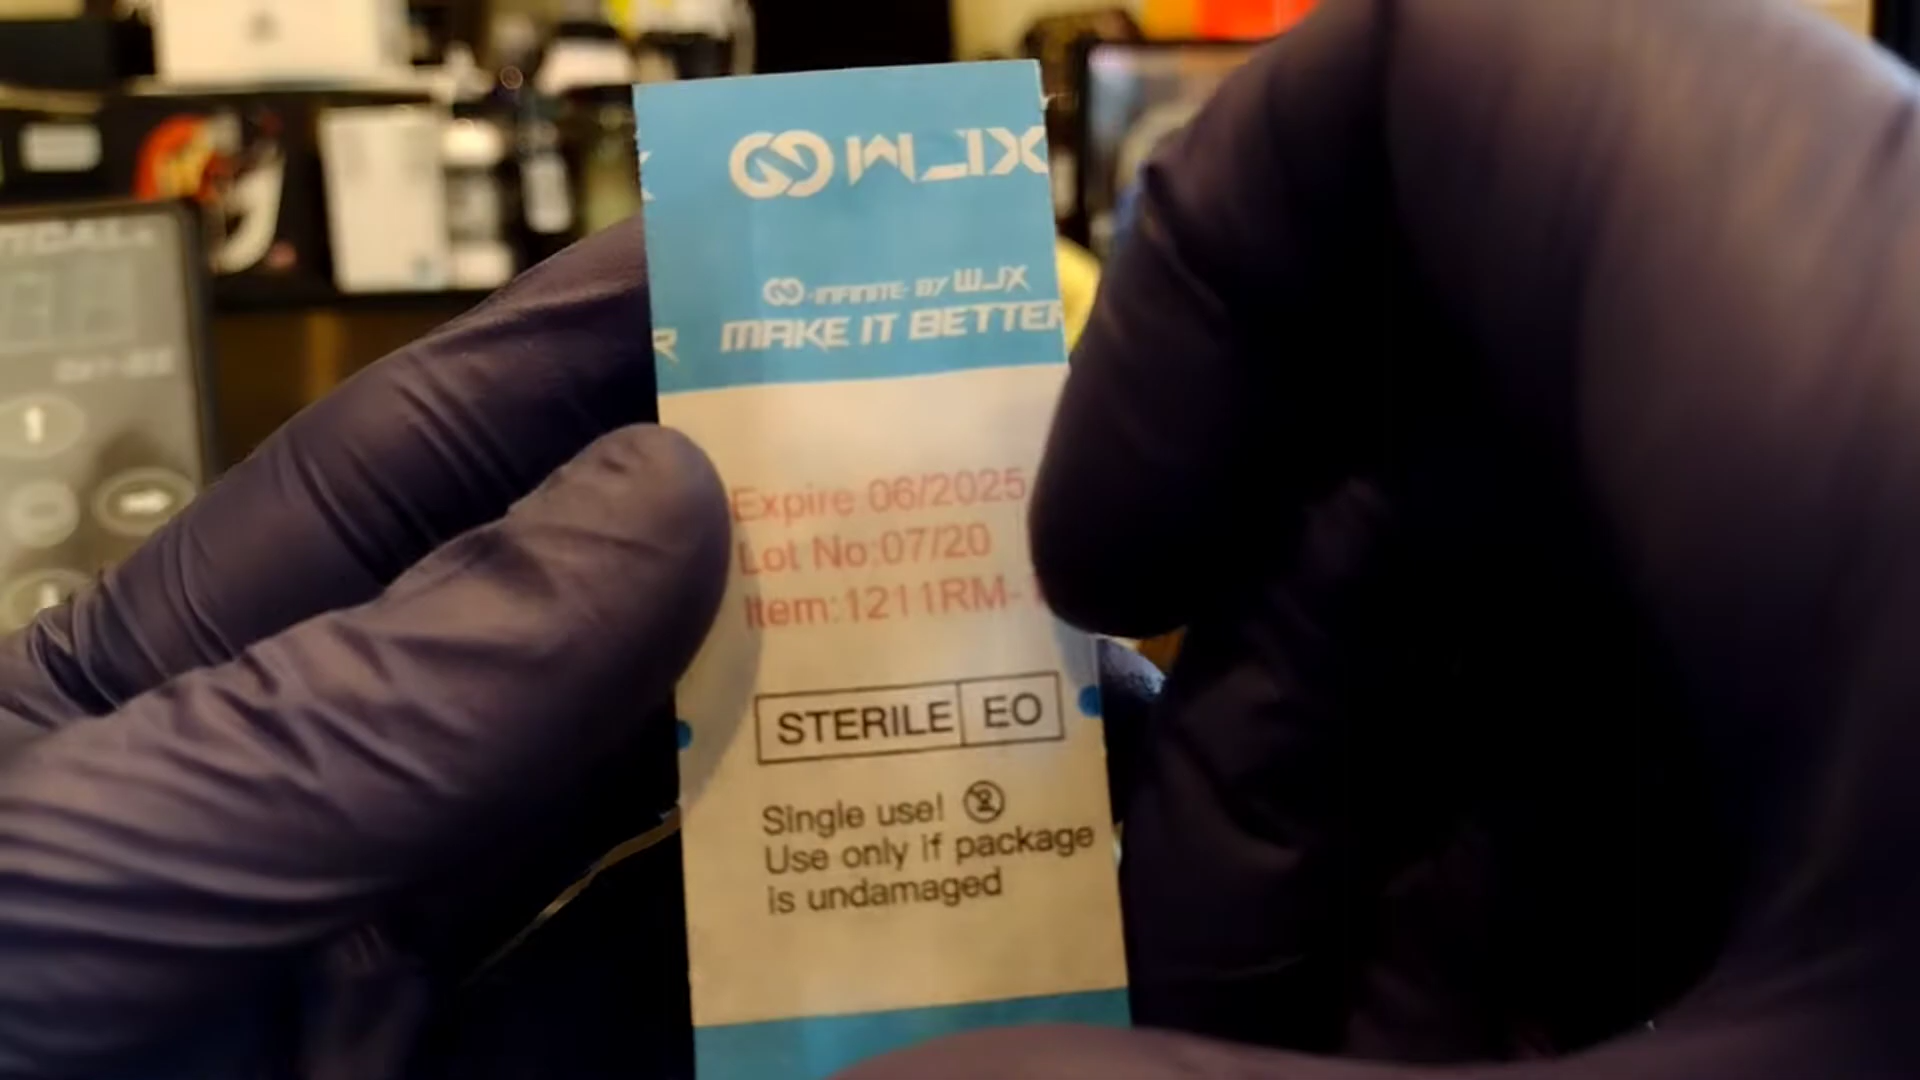 WJX
INFINITE BY WJX
MAKE IT BETTER
Expire 06/2025
Lot No:07/20
Item:1211RM-
STERILE EO
Single use!
Use only if package
is undamaged